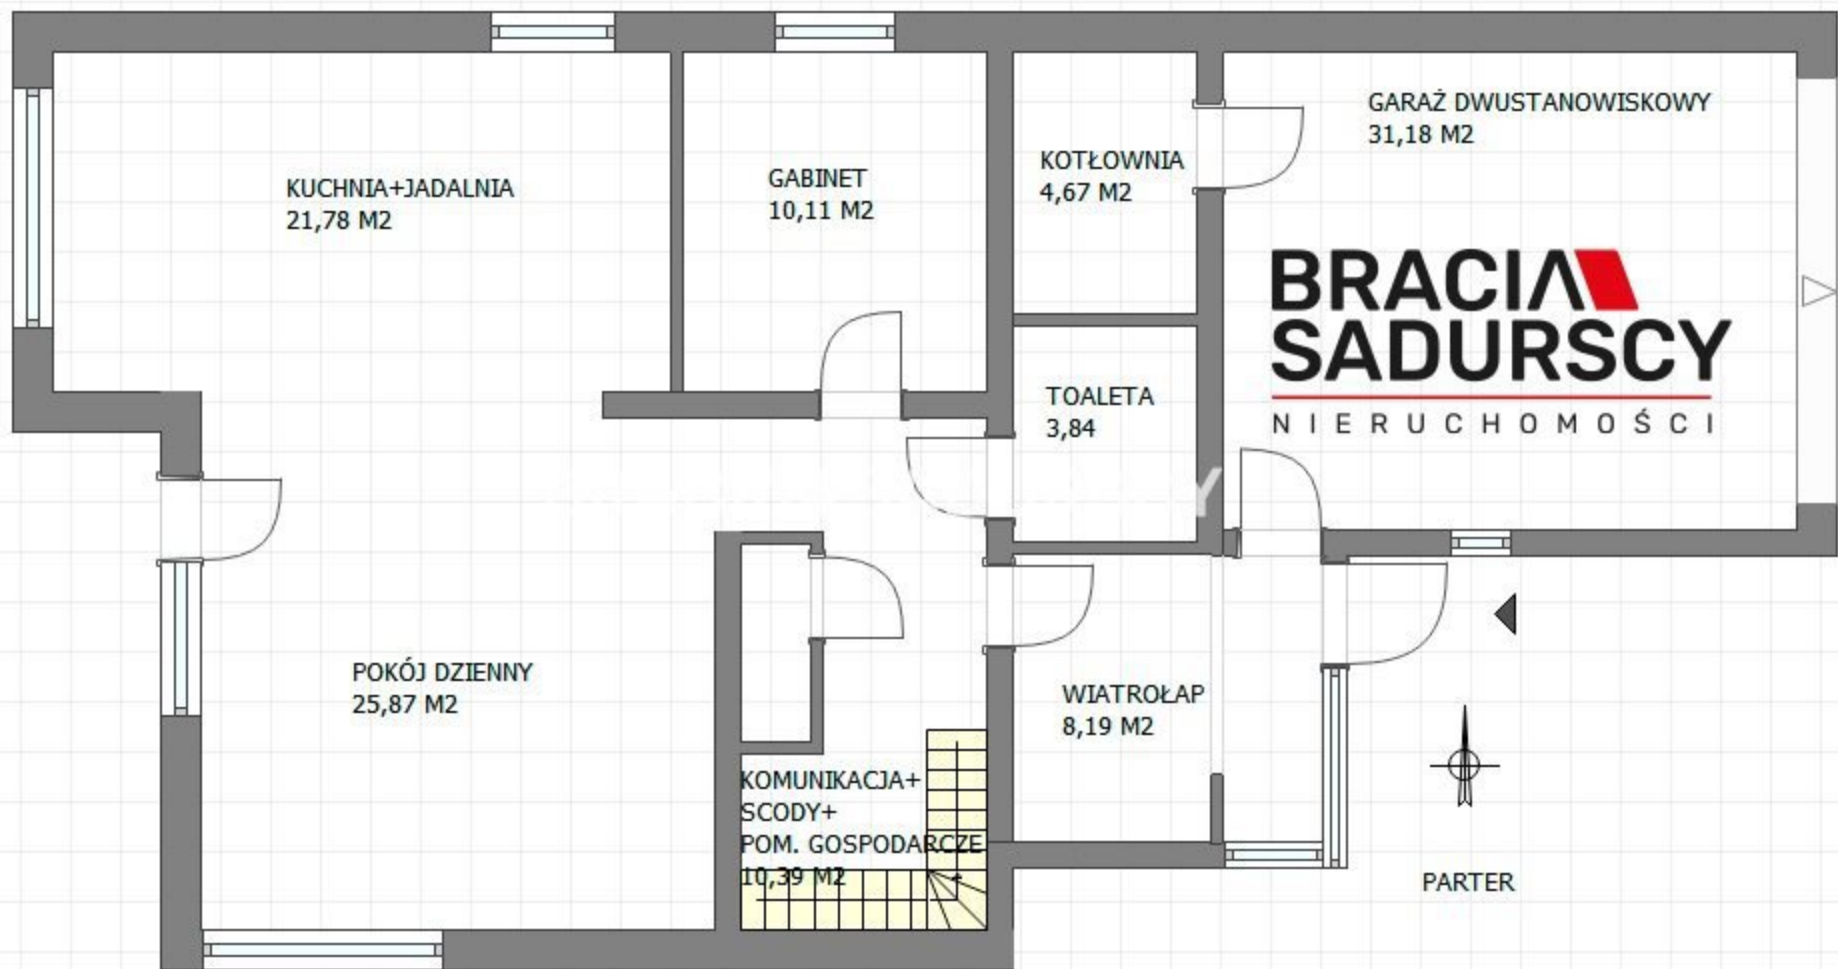 KUCHNIA+JADALNIA
21,78 M2
GABINET
10,11 M2
KOTŁOWNIA
4,67 M2
GARAŻ DWUSTANOWISKOWY
31,18 M2
BRACIA
SADURSCY
NIERUCHOMOŚCI
TOALETA
3,84
POKÓJ DZIENNY
25,87 M2
WIATROŁAP
8,19 M2
KOMUNIKACJA+
SCODY+
POM. GOSPODARCZE
10,39 M2
PARTER